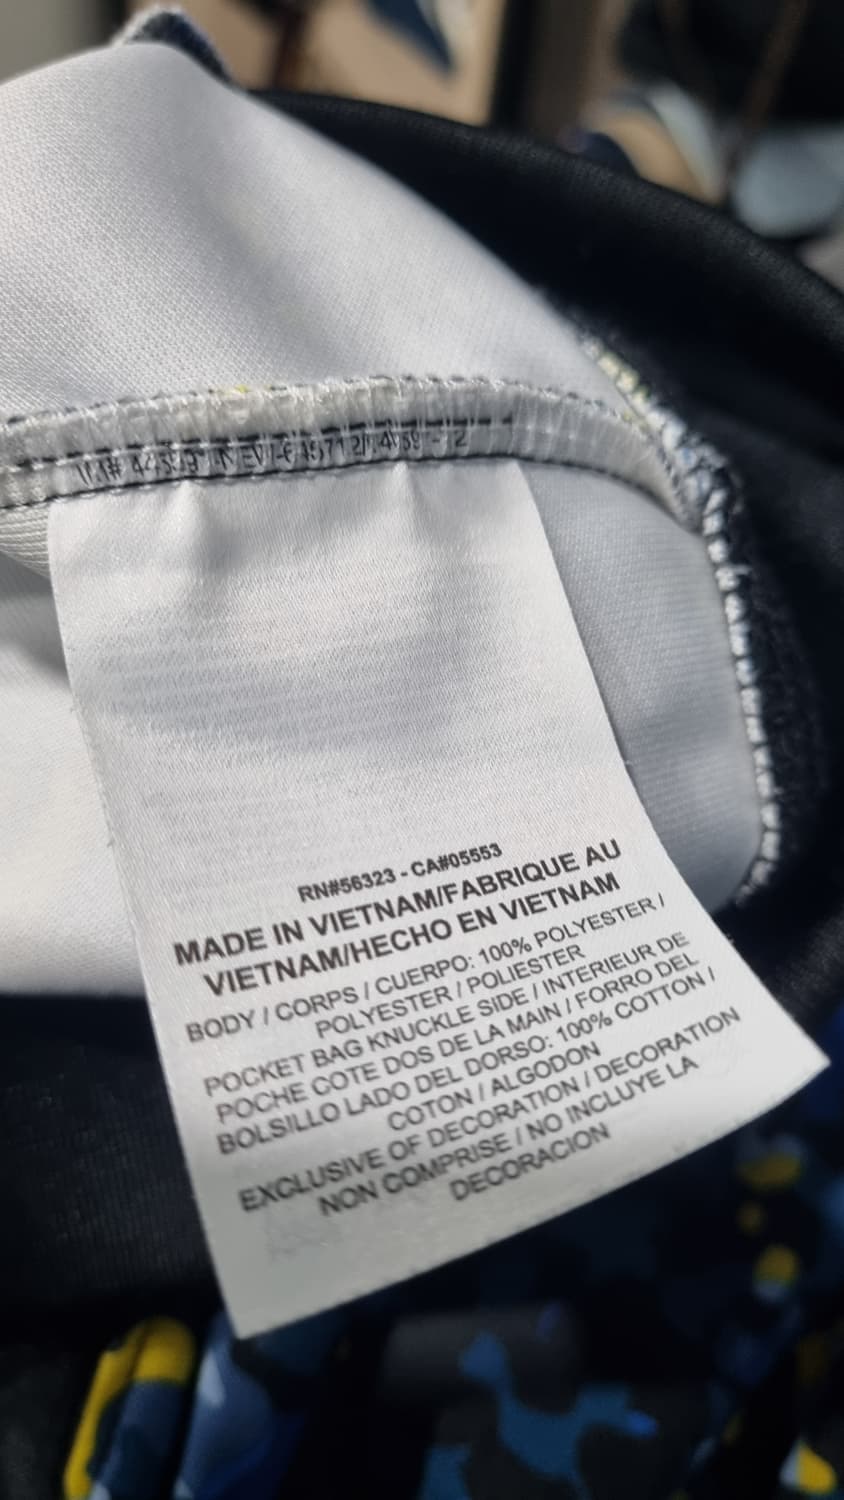 RN#56323 - CA#05553
MADE IN VIETNAM/FABRIQUE AU
VIETNAM/HECHO EN VIETNAM
BODY / CORPS / CUERPO: 100% POLYESTER /
POLYESTER / POLIESTER
POCKET BAG KNUCKLE SIDE / INTERIEUR DE
POCHE COTE DOS DE LA MAIN / FORRO DEL
BOLSILLO LADO DEL DORSO: 100% COTTON /
COTON / ALGODON
EXCLUSIVE OF DECORATION / DECORATION
NON COMPRISE / NO INCLUYE LA
DECORACION